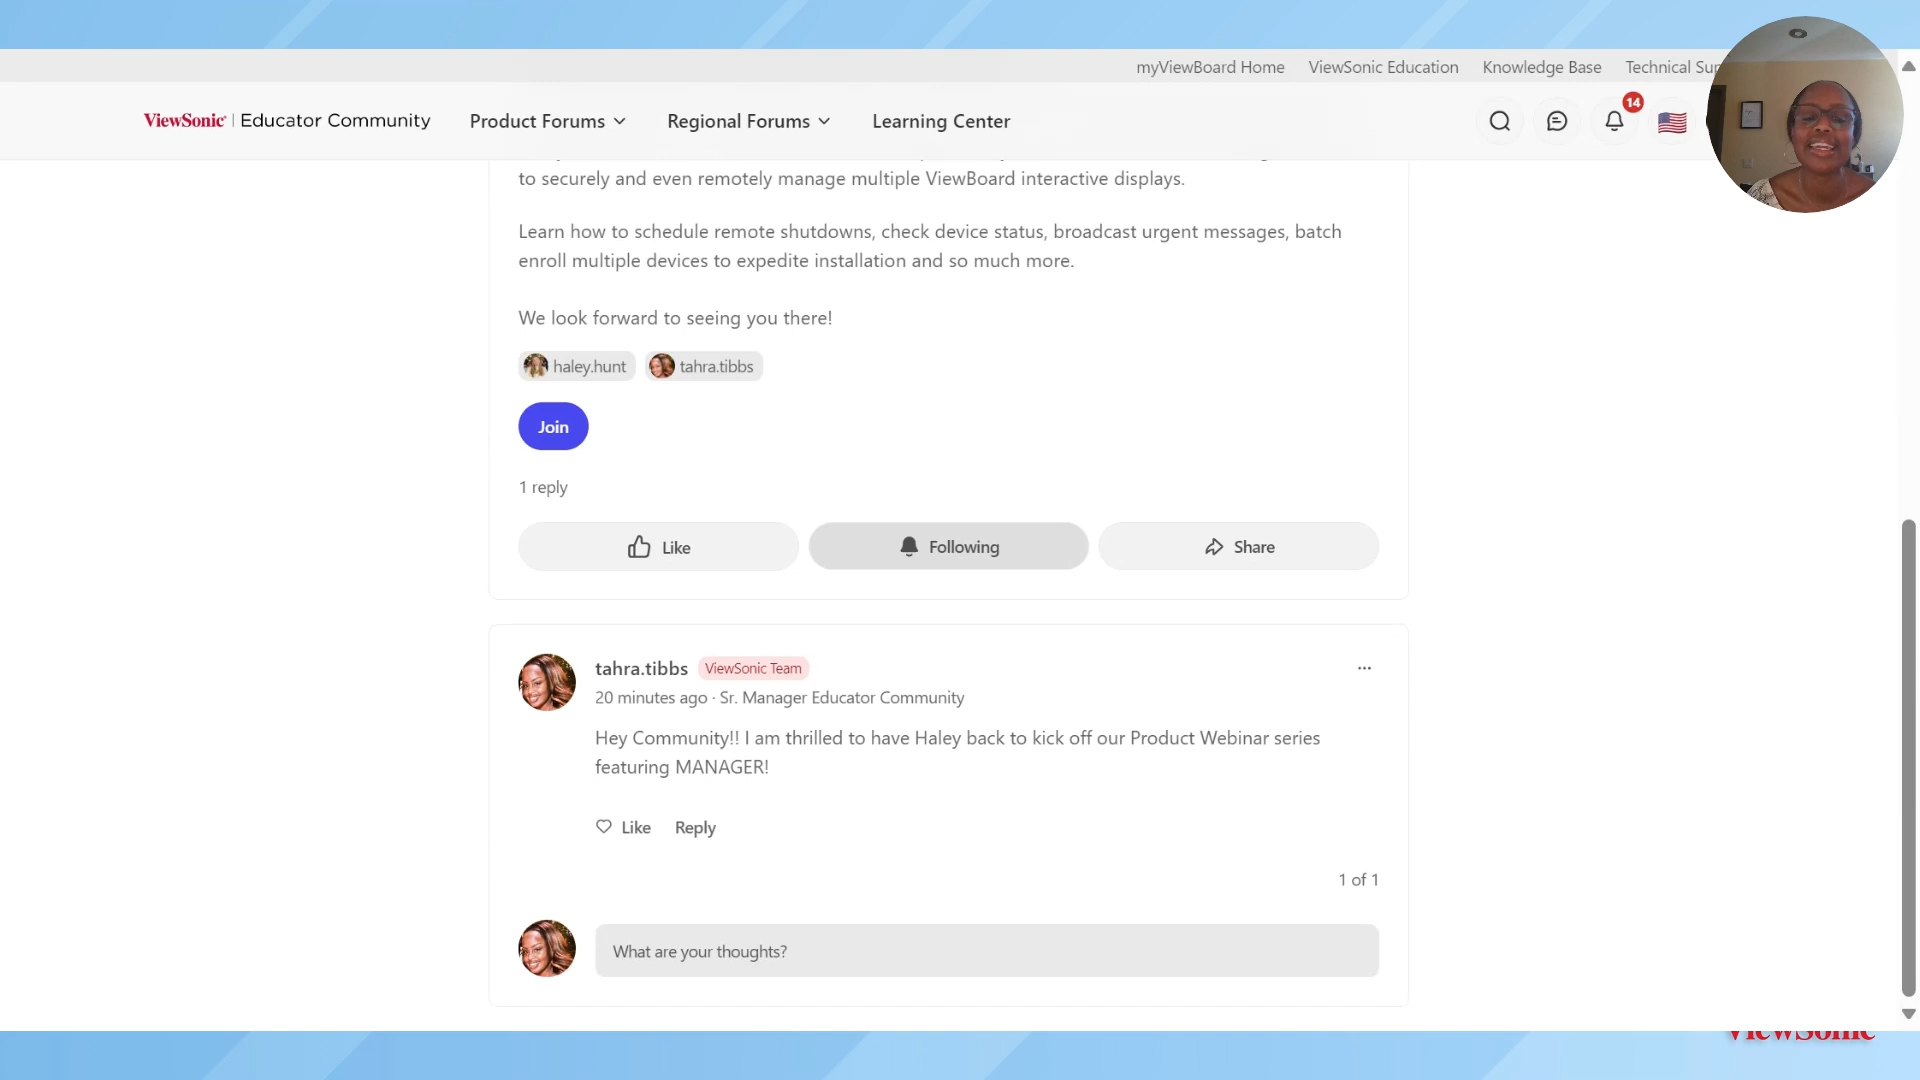 myViewBoard Home ViewSonic Education Knowledge Base Technical
ViewSonic | Educator Community Product Forums Regional Forums Learning Center 14
to securely and even remotely manage multiple ViewBoard interactive displays.
Learn how to schedule remote shutdowns, check device status, broadcast urgent messages, batch
enroll multiple devices to expedite installation and so much more.
We look forward to seeing you there!
haley.hunt tahra.tibbs
Join
1 reply
Like Following Share
tahra.tibbs ViewSonic Team
20 minutes ago · Sr. Manager Educator Community
Hey Community!! I am thrilled to have Haley back to kick off our Product Webinar series
featuring MANAGER!
Like Reply
1 of 1
What are your thoughts?
ViewSonic